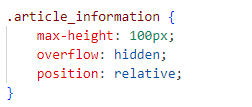 .article_information {
    max-height: 100px;
    overflow: hidden;
    position: relative;
}